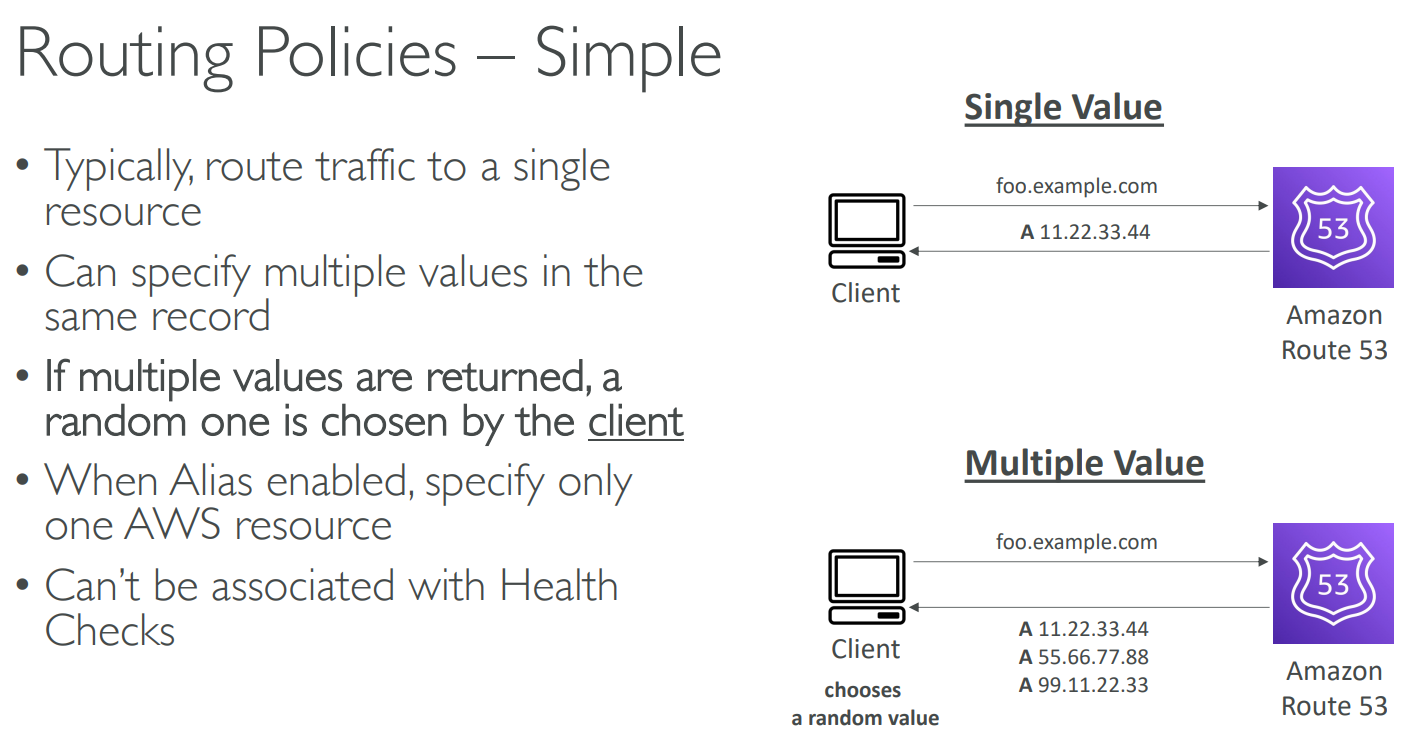 Routing Policies – Simple
• Typically, route traffic to a single
resource
• Can specify multiple values in the
same record
• If multiple values are returned, a
random one is chosen by the client
• When Alias enabled, specify only
one AWS resource
• Can't be associated with Health
Checks
Single Value
foo.example.com
A 11.22.33.44
53
Client
Amazon
Route 53
Multiple Value
foo.example.com
53
A 11.22.33.44
A 55.66.77.88
A 99.11.22.33
Client
chooses
a random value
Amazon
Route 53